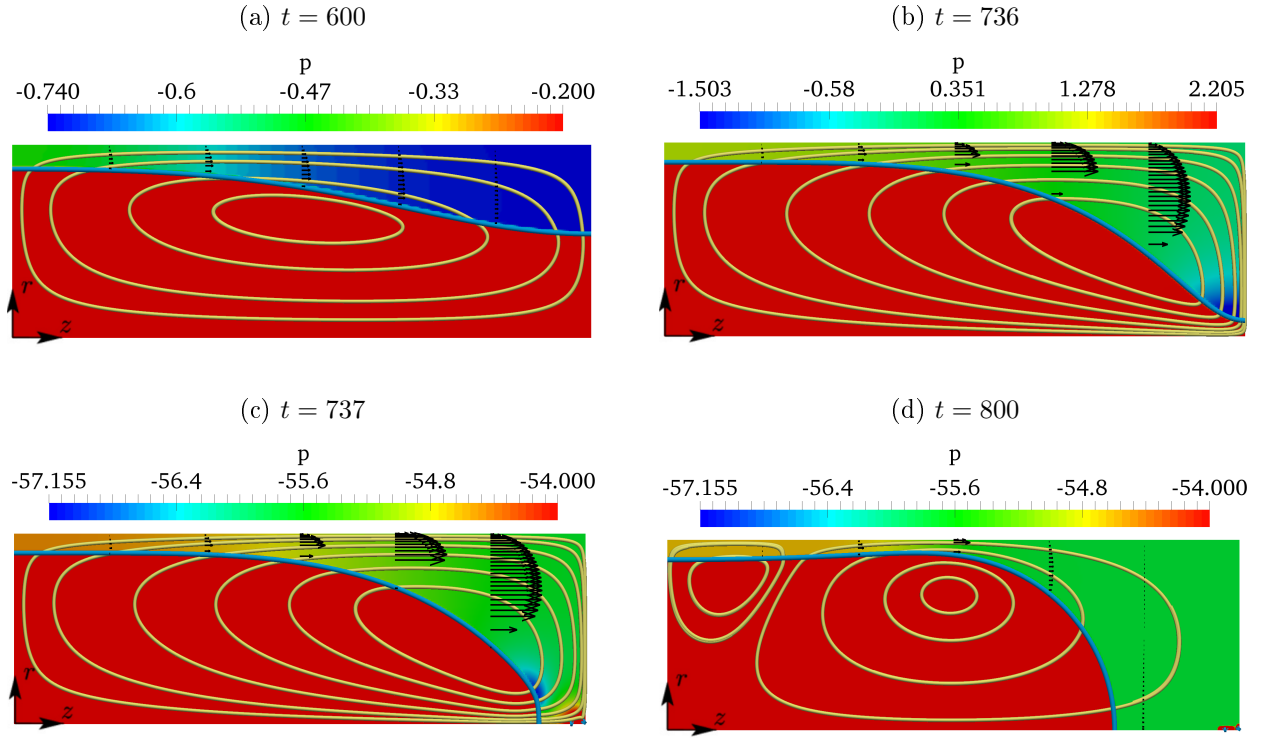 (a) t = 600
p
-0.740 -0.6 -0.47 -0.33 -0.200
r
z
(b) t = 736
p
-1.503 -0.58 0.351 1.278 2.205
r
z
(c) t = 737
p
-57.155 -56.4 -55.6 -54.8 -54.000
r
z
(d) t = 800
p
-57.155 -56.4 -55.6 -54.8 -54.000
r
z